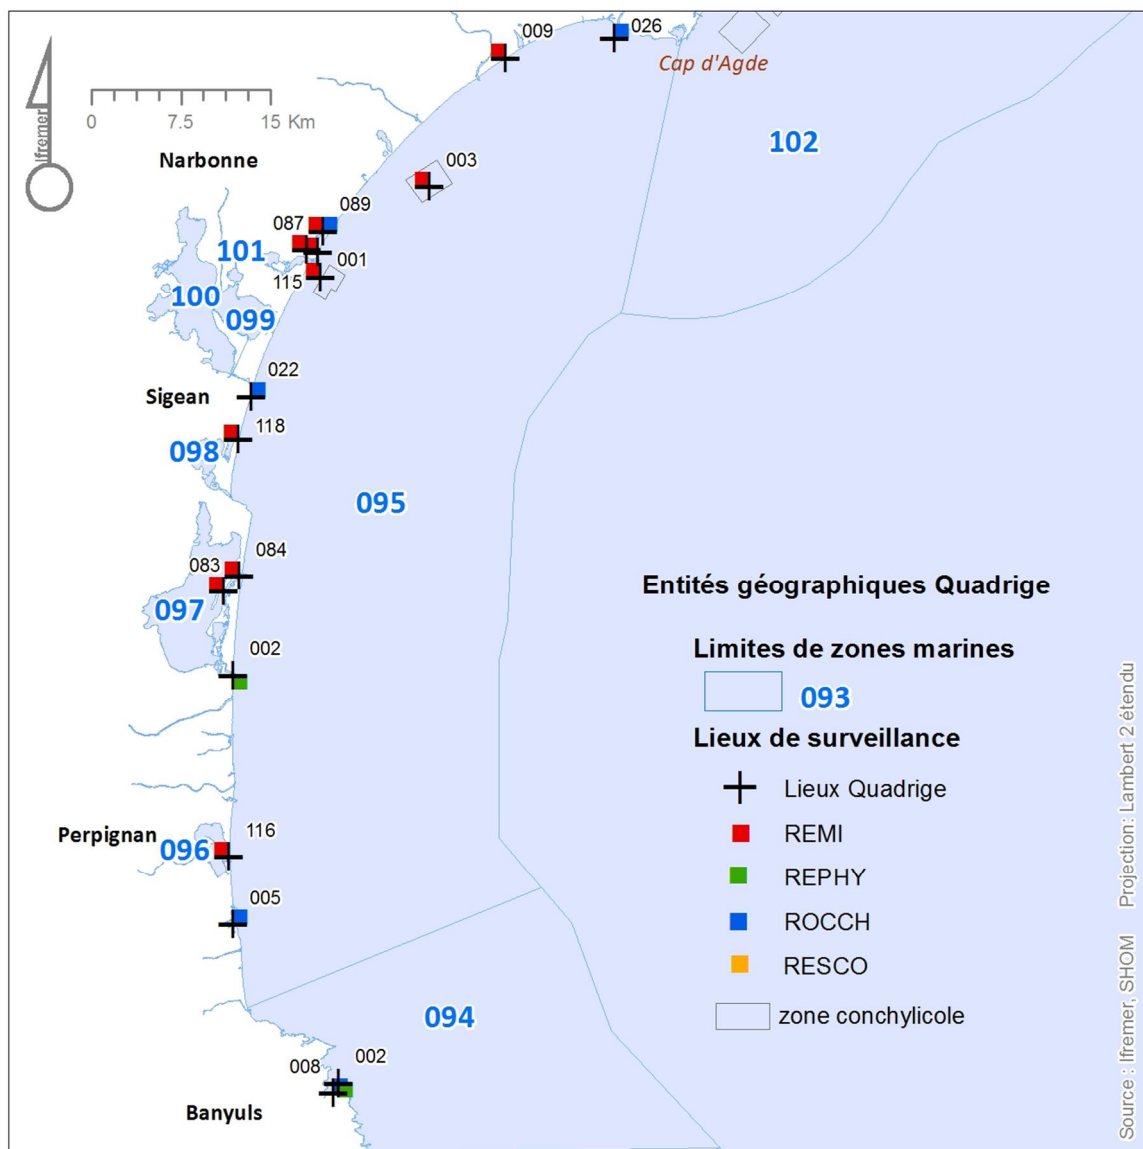 009
026
Cap d'Agde
Ifremer
0 7.5 15 Km
102
Narbonne
003
089
087
101
001
115
100
099
022
Sigean
118
098
095
084
083
097
002
Entités géographiques Quadrige
Limites de zones marines
093
Lieux de surveillance
Lieux Quadrige
REMI
REPHY
ROCCH
RESCO
zone conchylicole
Perpignan
116
096
005
094
008
002
Banyuls
Source : Ifremer, SHOM Projection: Lambert 2 étendu